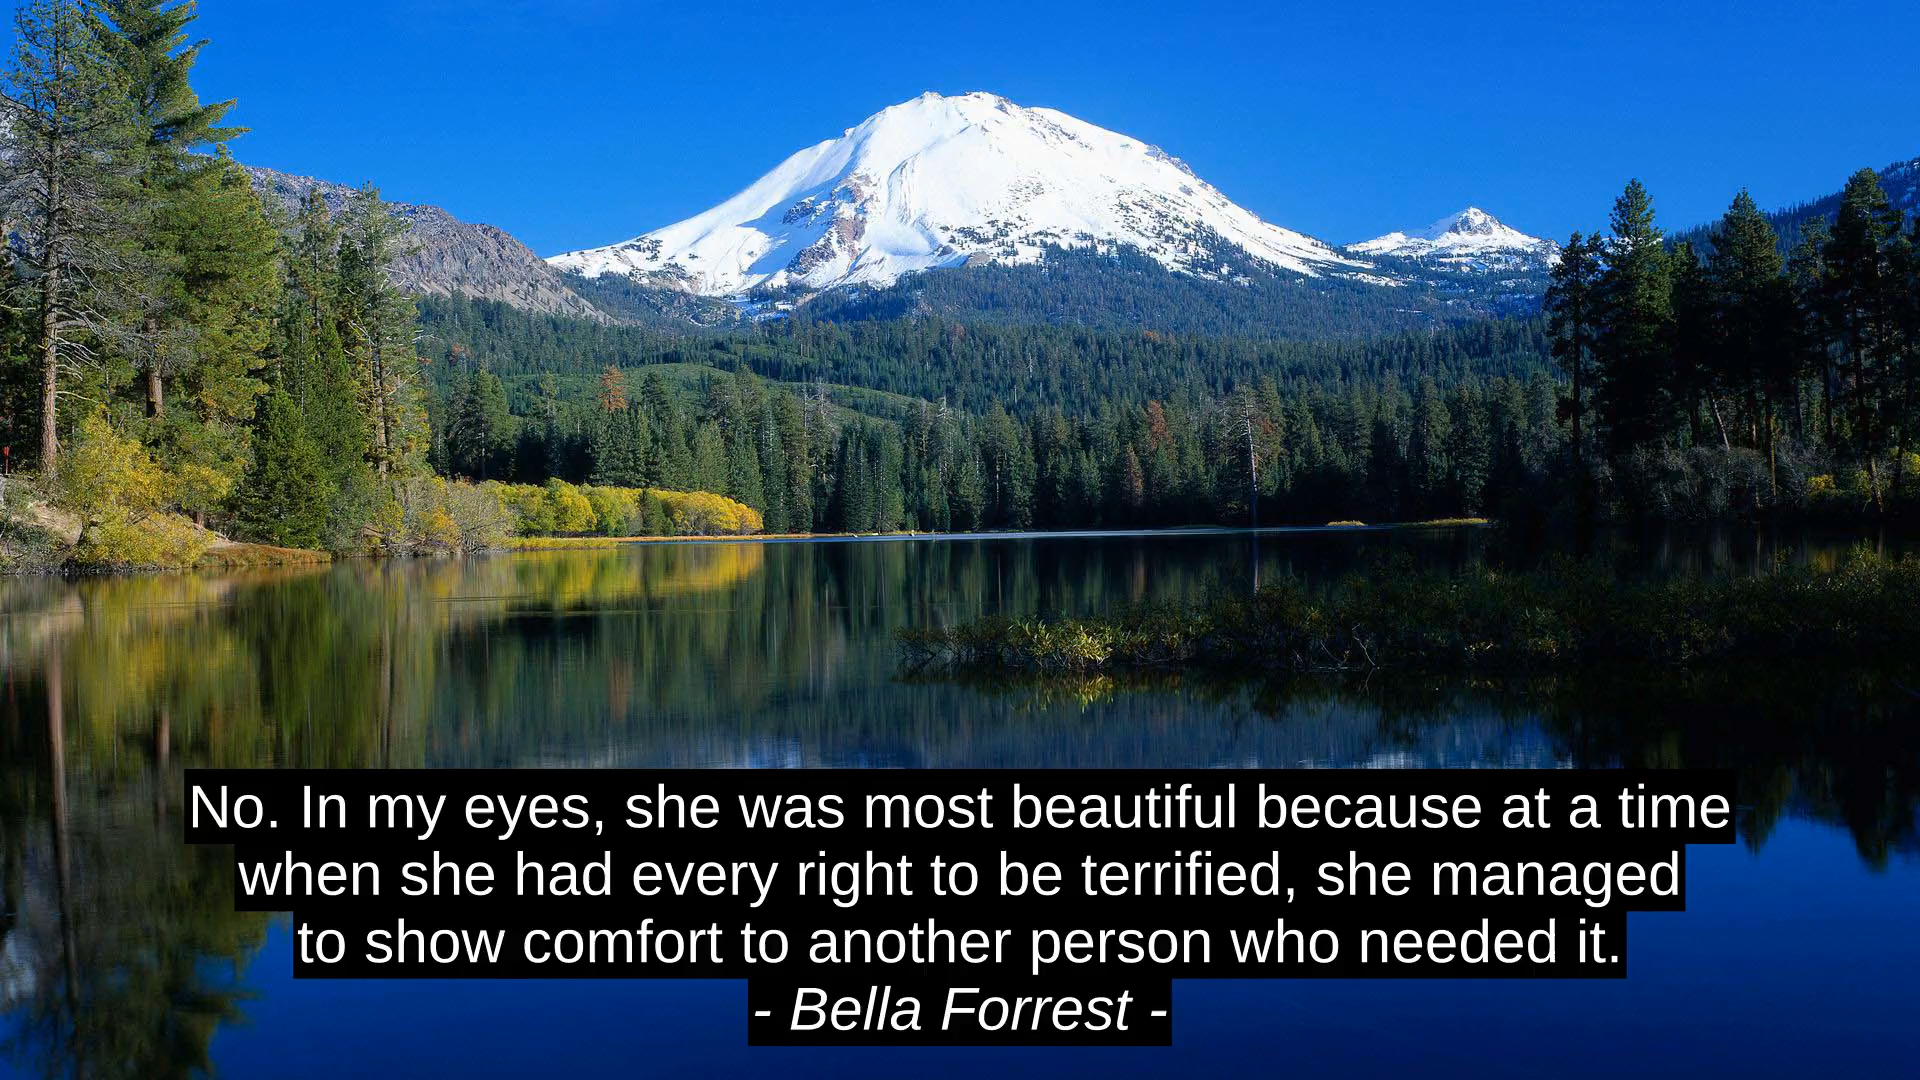 No. In my eyes, she was most beautiful because at a time
when she had every right to be terrified, she managed
to show comfort to another person who needed it.
- Bella Forrest -